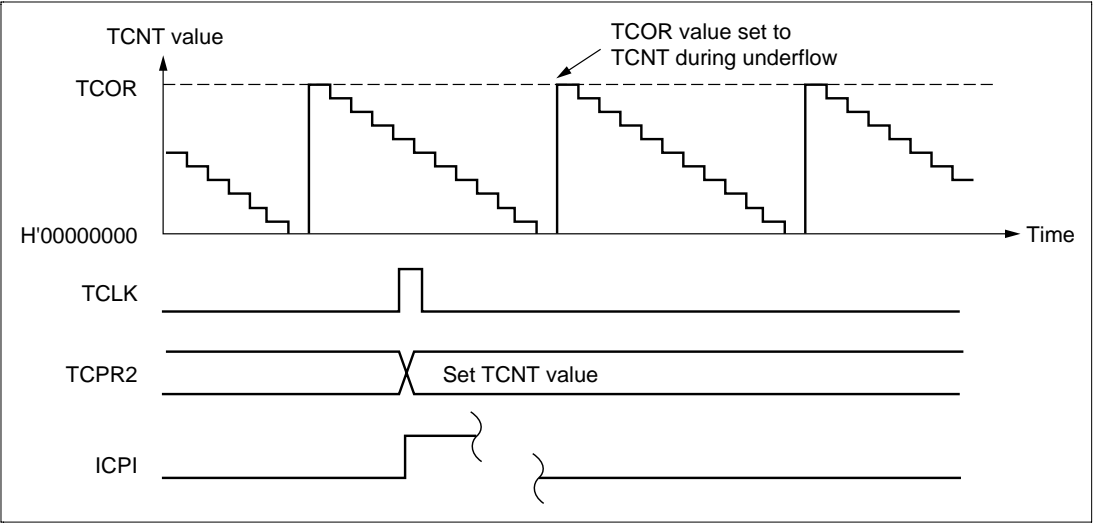 TCNT value
TCOR value set to
TCNT during underflow
TCOR
H'00000000
Time
TCLK
TCPR2
Set TCNT value
ICPI